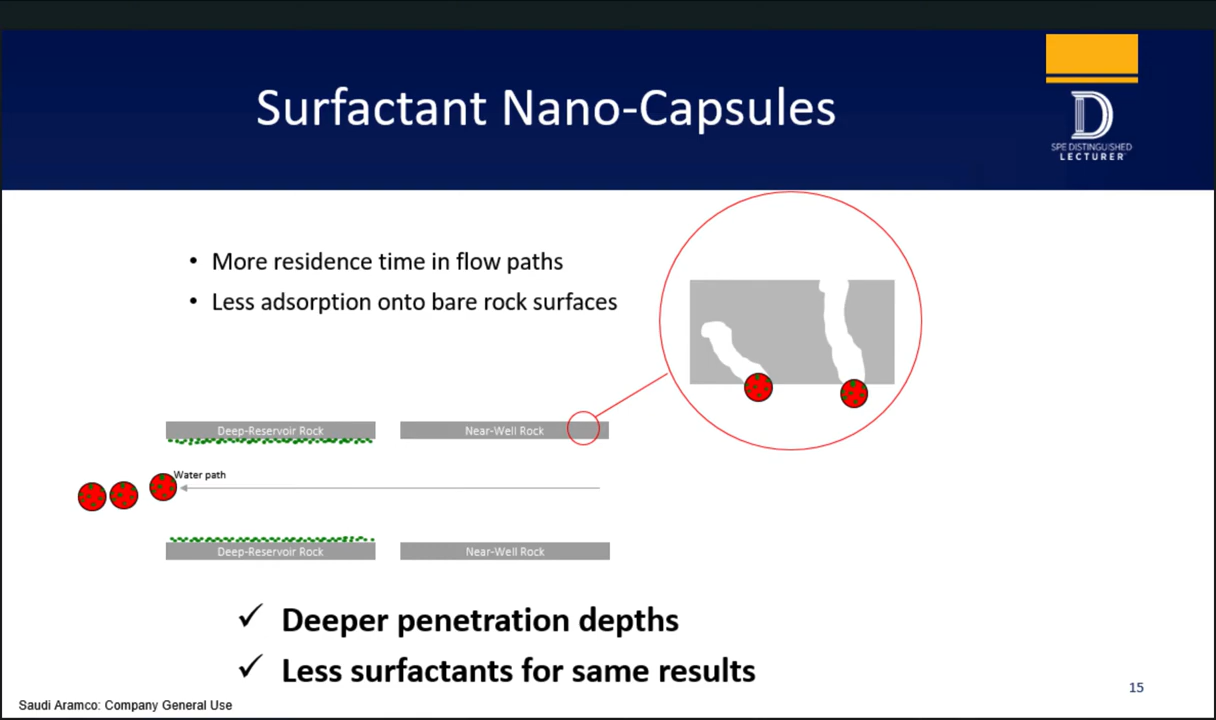 Surfactant Nano-Capsules
D
SPE DISTINGUISHED
LECTURER
• More residence time in flow paths
• Less adsorption onto bare rock surfaces
Deep-Reservoir Rock
Near-Well Rock
Water path
Deep-Reservoir Rock
Near-Well Rock
✓ Deeper penetration depths
✓ Less surfactants for same results
15
Saudi Aramco: Company General Use